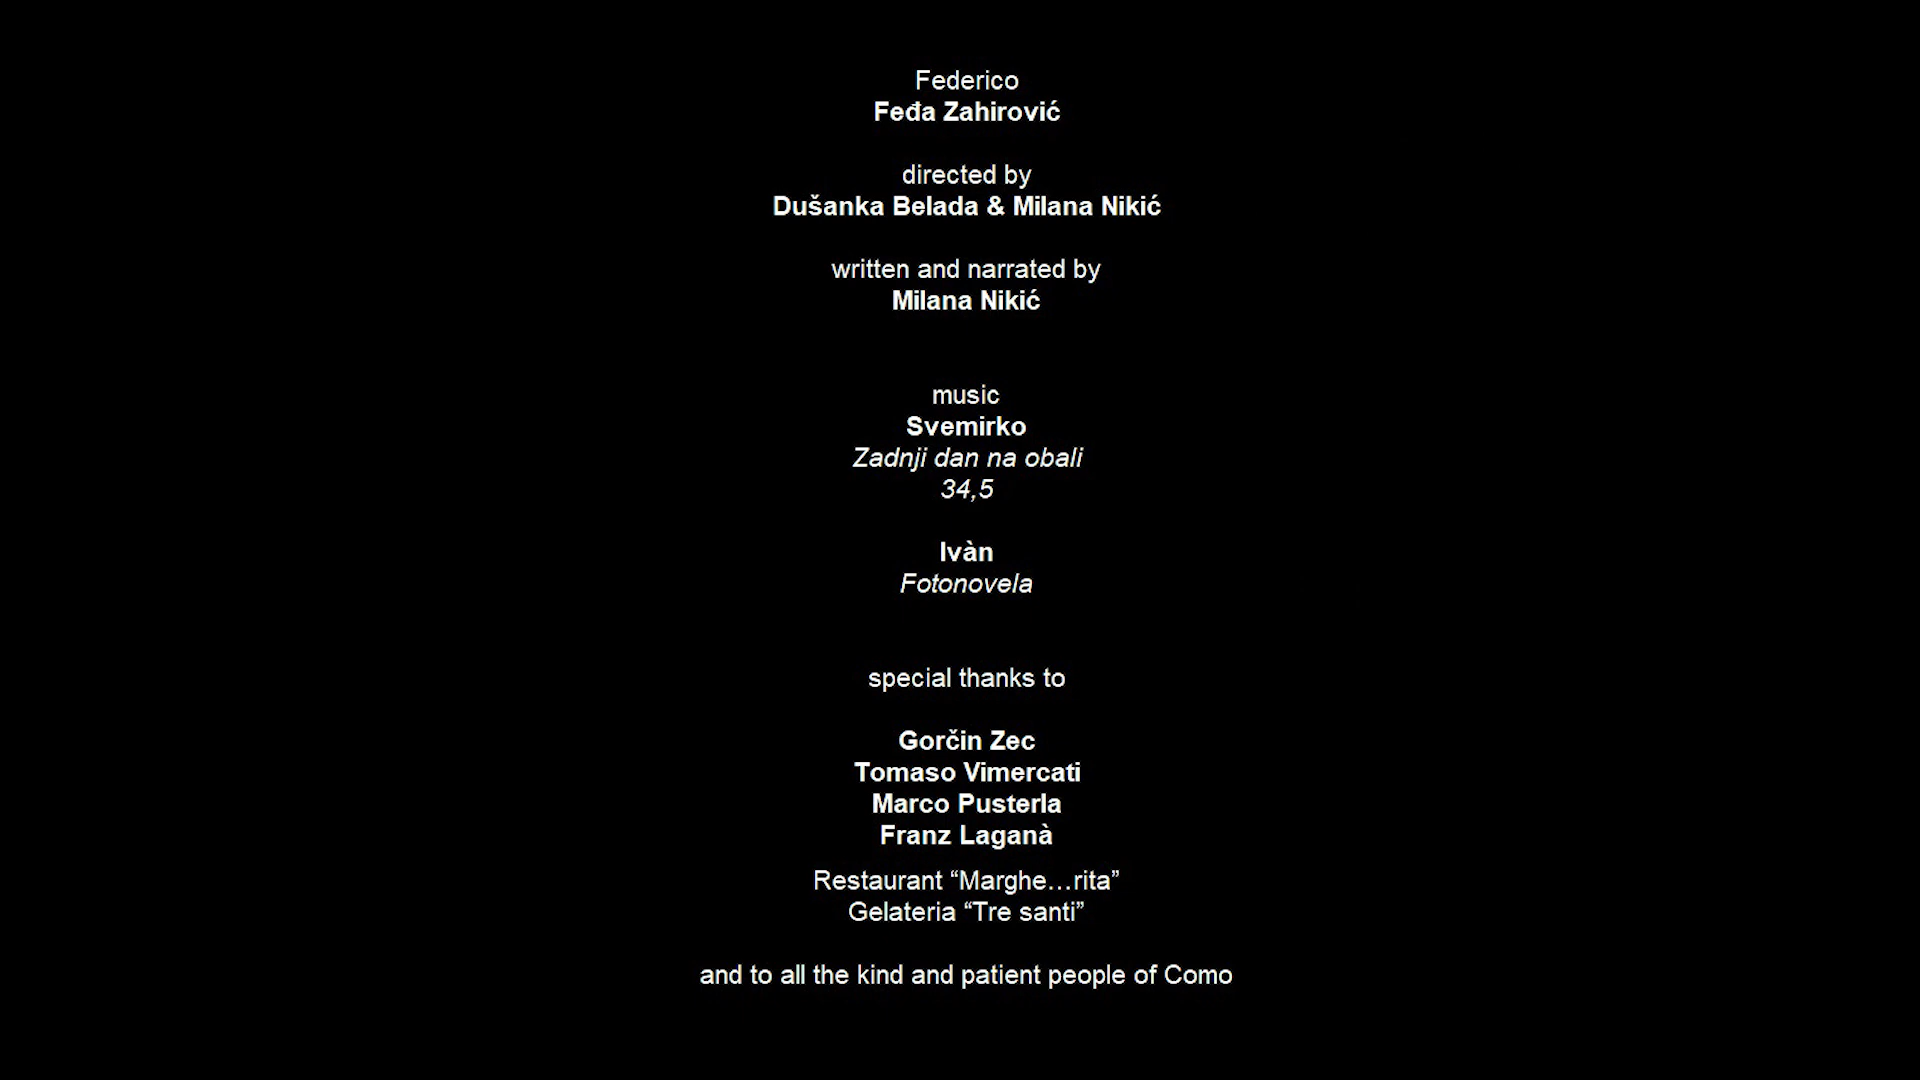 Federico
Feđa Zahirović
directed by
Dušanka Belada & Milana Nikić
written and narrated by
Milana Nikić
music
Svemirko
Zadnji dan na obali
34,5
Ivàn
Fotonovela
special thanks to
Gorčin Zec
Tomaso Vimercati
Marco Pusterla
Franz Laganà
Restaurant “Marghe…rita”
Gelateria “Tre santi”
and to all the kind and patient people of Como